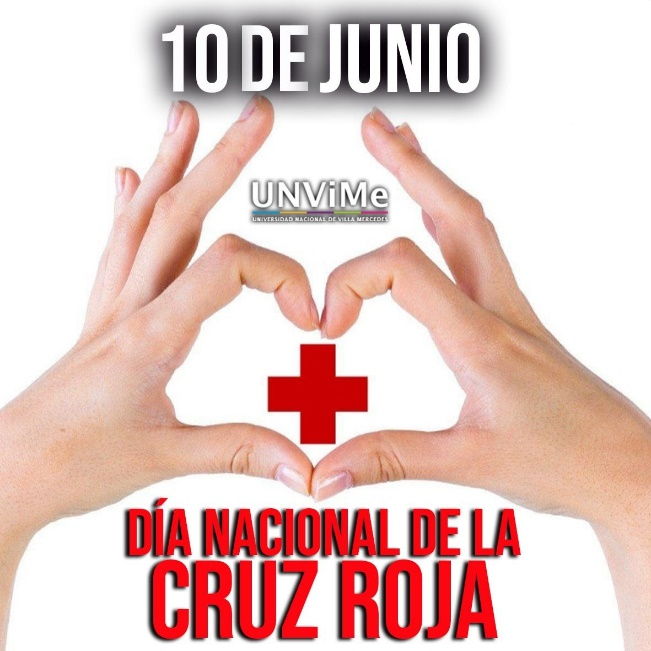 10 DE JUNIO
UNViMe
UNIVERSIDAD NACIONAL DE VILLA MERCEDES
DÍA NACIONAL DE LA
CRUZ ROJA